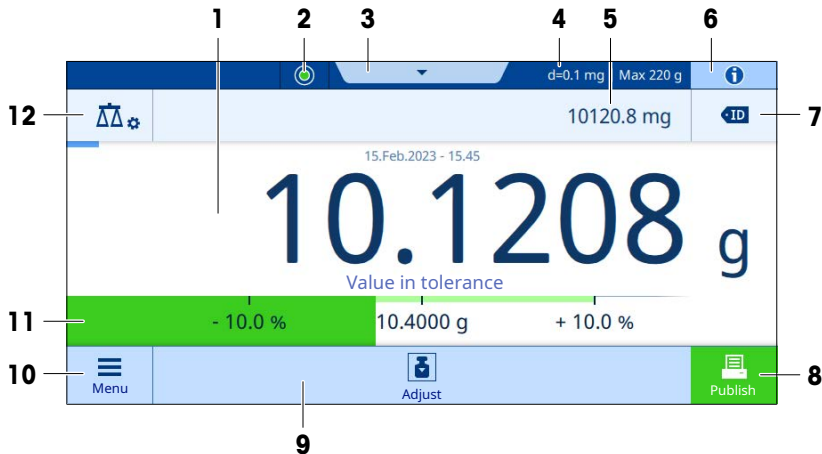 1 2 3 4 5 6
d=0.1 mg Max 220 g
12 10120.8 mg ID 7
15.Feb.2023 - 15.45
10.1208 g
Value in tolerance
11 - 10.0 % 10.4000 g + 10.0 %
10 Menu Adjust Publish 8
9